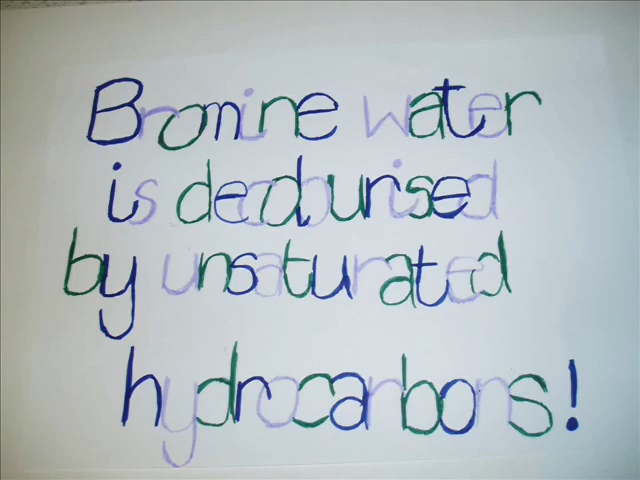 Bromine water
is decolourised
by unsaturated
hydrocarbons!